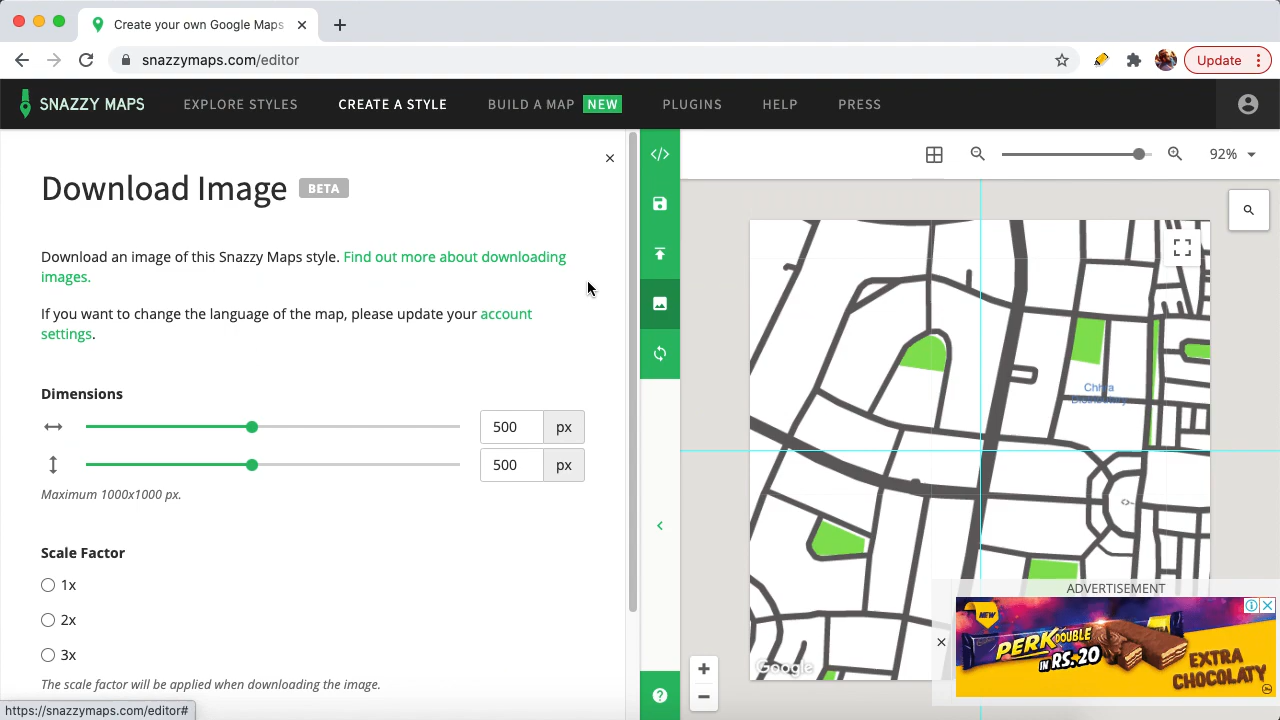 Create your own Google Maps
snazzymaps.com/editor
Update
SNAZZY MAPS
EXPLORE STYLES
CREATE A STYLE
BUILD A MAP NEW
PLUGINS
HELP
PRESS
92%
Download Image BETA
Download an image of this Snazzy Maps style. Find out more about downloading
images.
If you want to change the language of the map, please update your account
settings.
Dimensions
500 px
500 px
Maximum 1000x1000 px.
Scale Factor
1x
2x
3x
The scale factor will be applied when downloading the image.
https://snazzymaps.com/editor#
Google
ADVERTISEMENT
NEW
PERK DOUBLE
IN RS. 20
EXTRA
CHOCOLATY